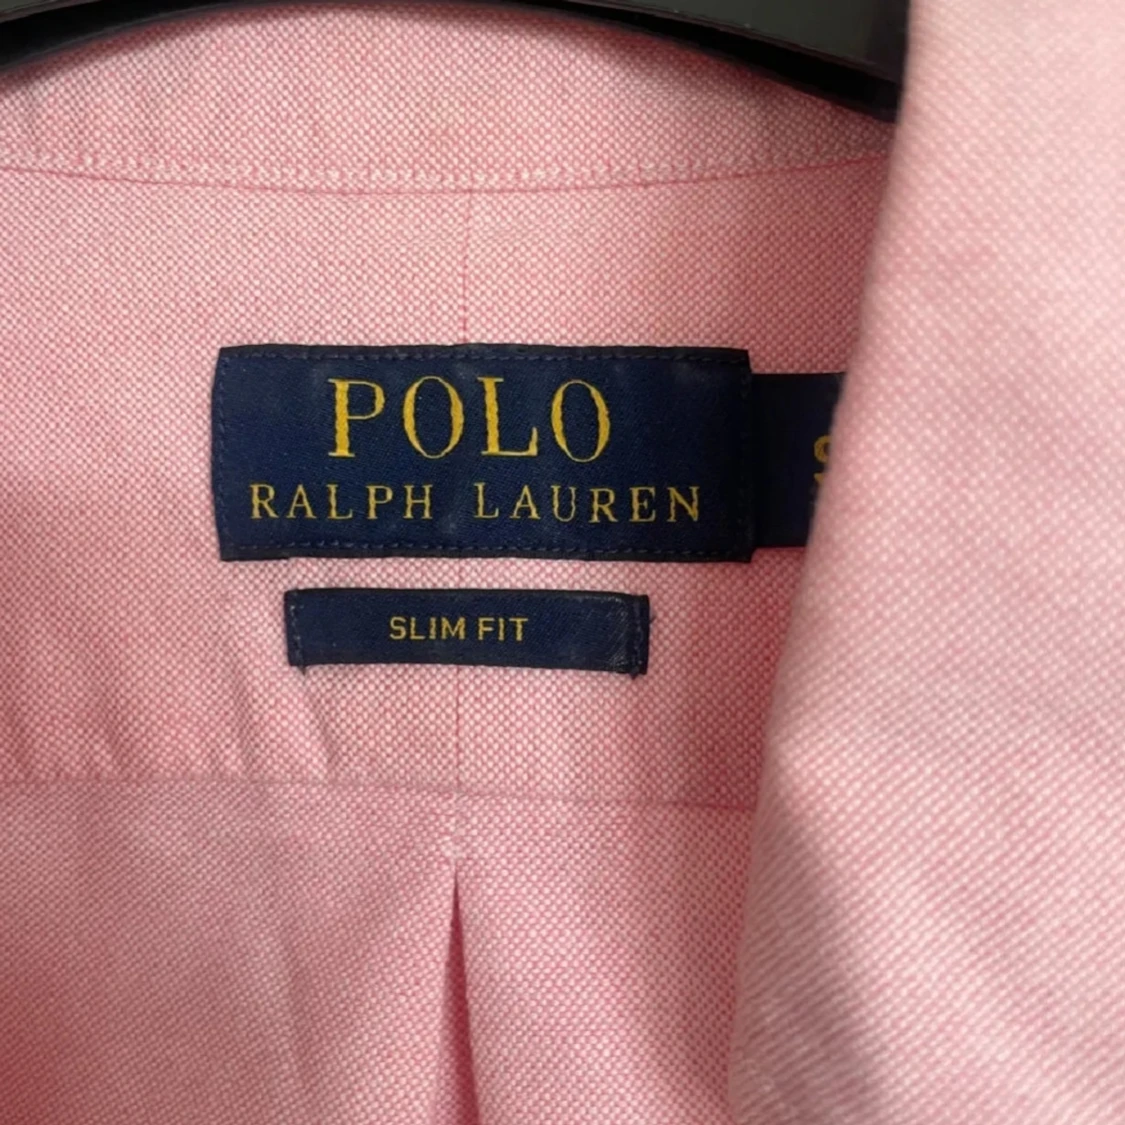 POLO
RALPH LAUREN
SLIM FIT